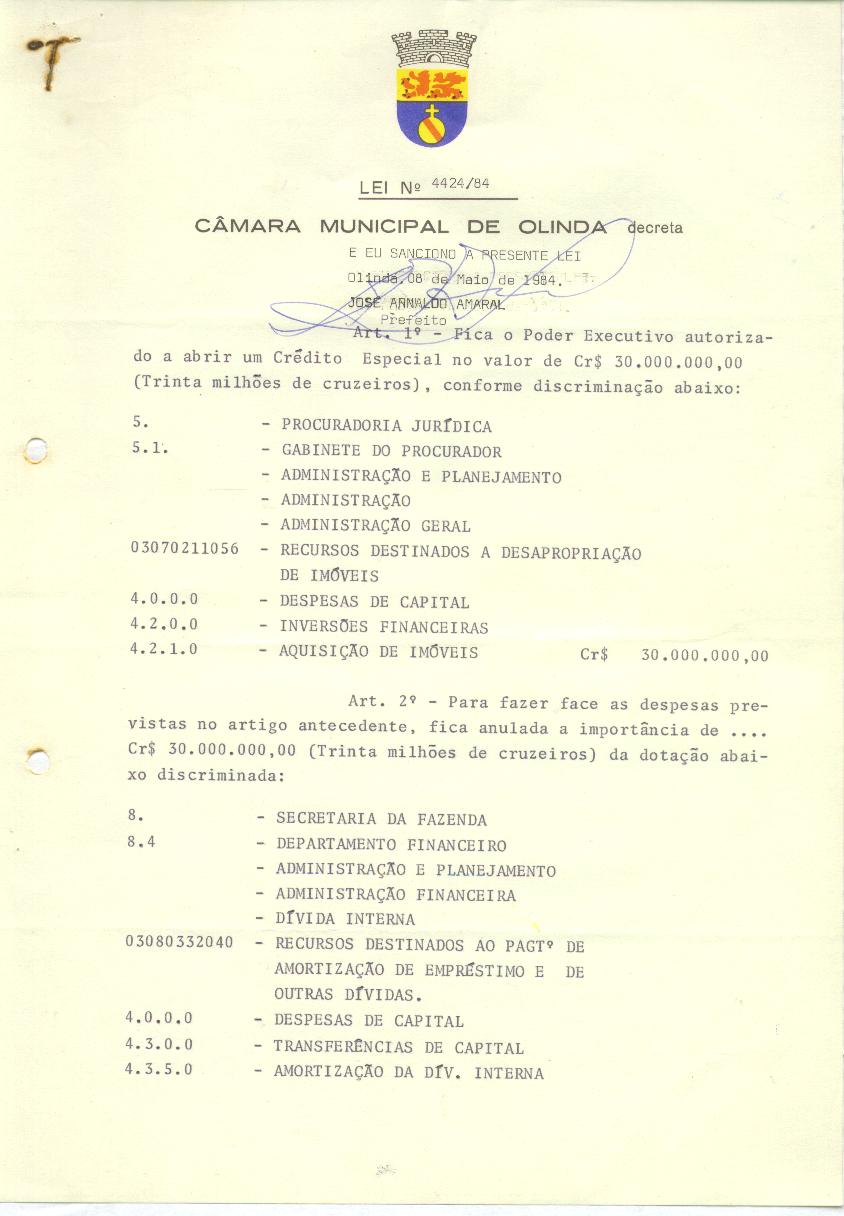 LEI Nº 4424/84
CÂMARA MUNICIPAL DE OLINDA decreta
E EU SANCIONO A PRESENTE LEI
Olinda, 08 de Maio de 1984.
JOSÉ ARNALDO AMARAL
Prefeito
Art. 1º - Fica o Poder Executivo autoriza-
do a abrir um Crédito Especial no valor de Cr$ 30.000.000,00
(Trinta milhões de cruzeiros), conforme discriminação abaixo:
5. - PROCURADORIA JURÍDICA
5.1. - GABINETE DO PROCURADOR
- ADMINISTRAÇÃO E PLANEJAMENTO
- ADMINISTRAÇÃO
- ADMINISTRAÇÃO GERAL
03070211056 - RECURSOS DESTINADOS A DESAPROPRIAÇÃO
DE IMÓVEIS
4.0.0.0 - DESPESAS DE CAPITAL
4.2.0.0 - INVERSÕES FINANCEIRAS
4.2.1.0 - AQUISIÇÃO DE IMÓVEIS Cr$ 30.000.000,00
Art. 2º - Para fazer face as despesas pre-
vistas no artigo antecedente, fica anulada a importância de ....
Cr$ 30.000.000,00 (Trinta milhões de cruzeiros) da dotação abai-
xo discriminada:
8. - SECRETARIA DA FAZENDA
8.4 - DEPARTAMENTO FINANCEIRO
- ADMINISTRAÇÃO E PLANEJAMENTO
- ADMINISTRAÇÃO FINANCEIRA
- DÍVIDA INTERNA
03080332040 - RECURSOS DESTINADOS AO PAGTº DE
AMORTIZAÇÃO DE EMPRÉSTIMO E DE
OUTRAS DÍVIDAS.
4.0.0.0 - DESPESAS DE CAPITAL
4.3.0.0 - TRANSFERÊNCIAS DE CAPITAL
4.3.5.0 - AMORTIZAÇÃO DA DÍV. INTERNA